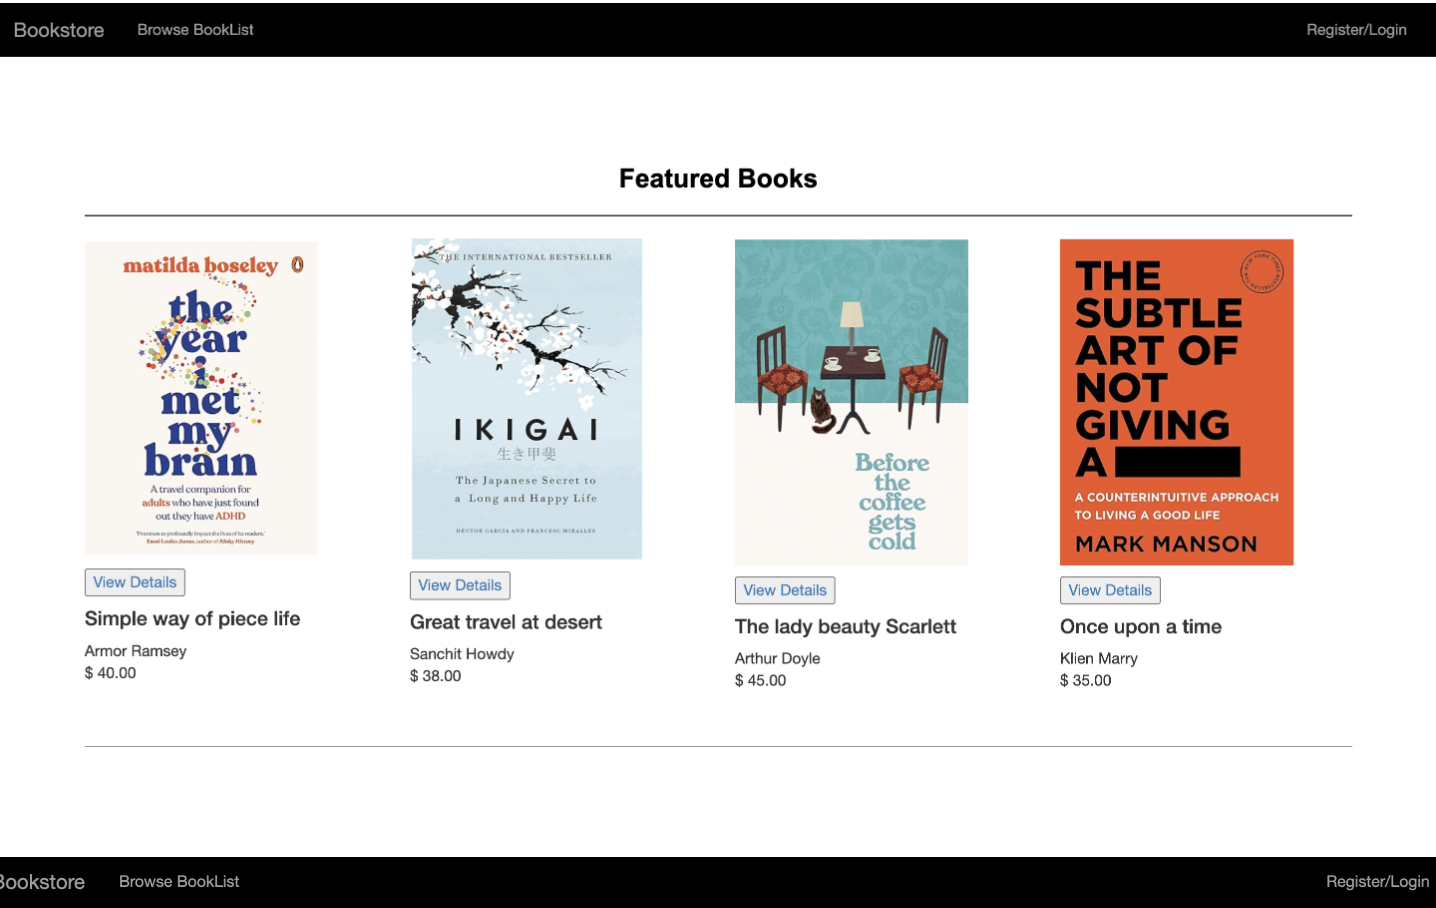 Bookstore Browse BookList Register/Login
Featured Books
matilda boseley
the
year
i
met
my
brain
A travel companion for
adults who have just found
out they have ADHD
THE INTERNATIONAL BESTSELLER
IKIGAI
生き甲斐
The Japanese Secret to
a Long and Happy Life
HÉCTOR GARCÍA AND FRANCESC MIRALLES
Before
the
coffee
gets
cold
THE
SUBTLE
ART OF
NOT
GIVING
A
A COUNTERINTUITIVE APPROACH
TO LIVING A GOOD LIFE
MARK MANSON
View Details
Simple way of piece life
Armor Ramsey
$ 40.00
View Details
Great travel at desert
Sanchit Howdy
$ 38.00
View Details
The lady beauty Scarlett
Arthur Doyle
$ 45.00
View Details
Once upon a time
Klien Marry
$ 35.00
Bookstore Browse BookList Register/Login